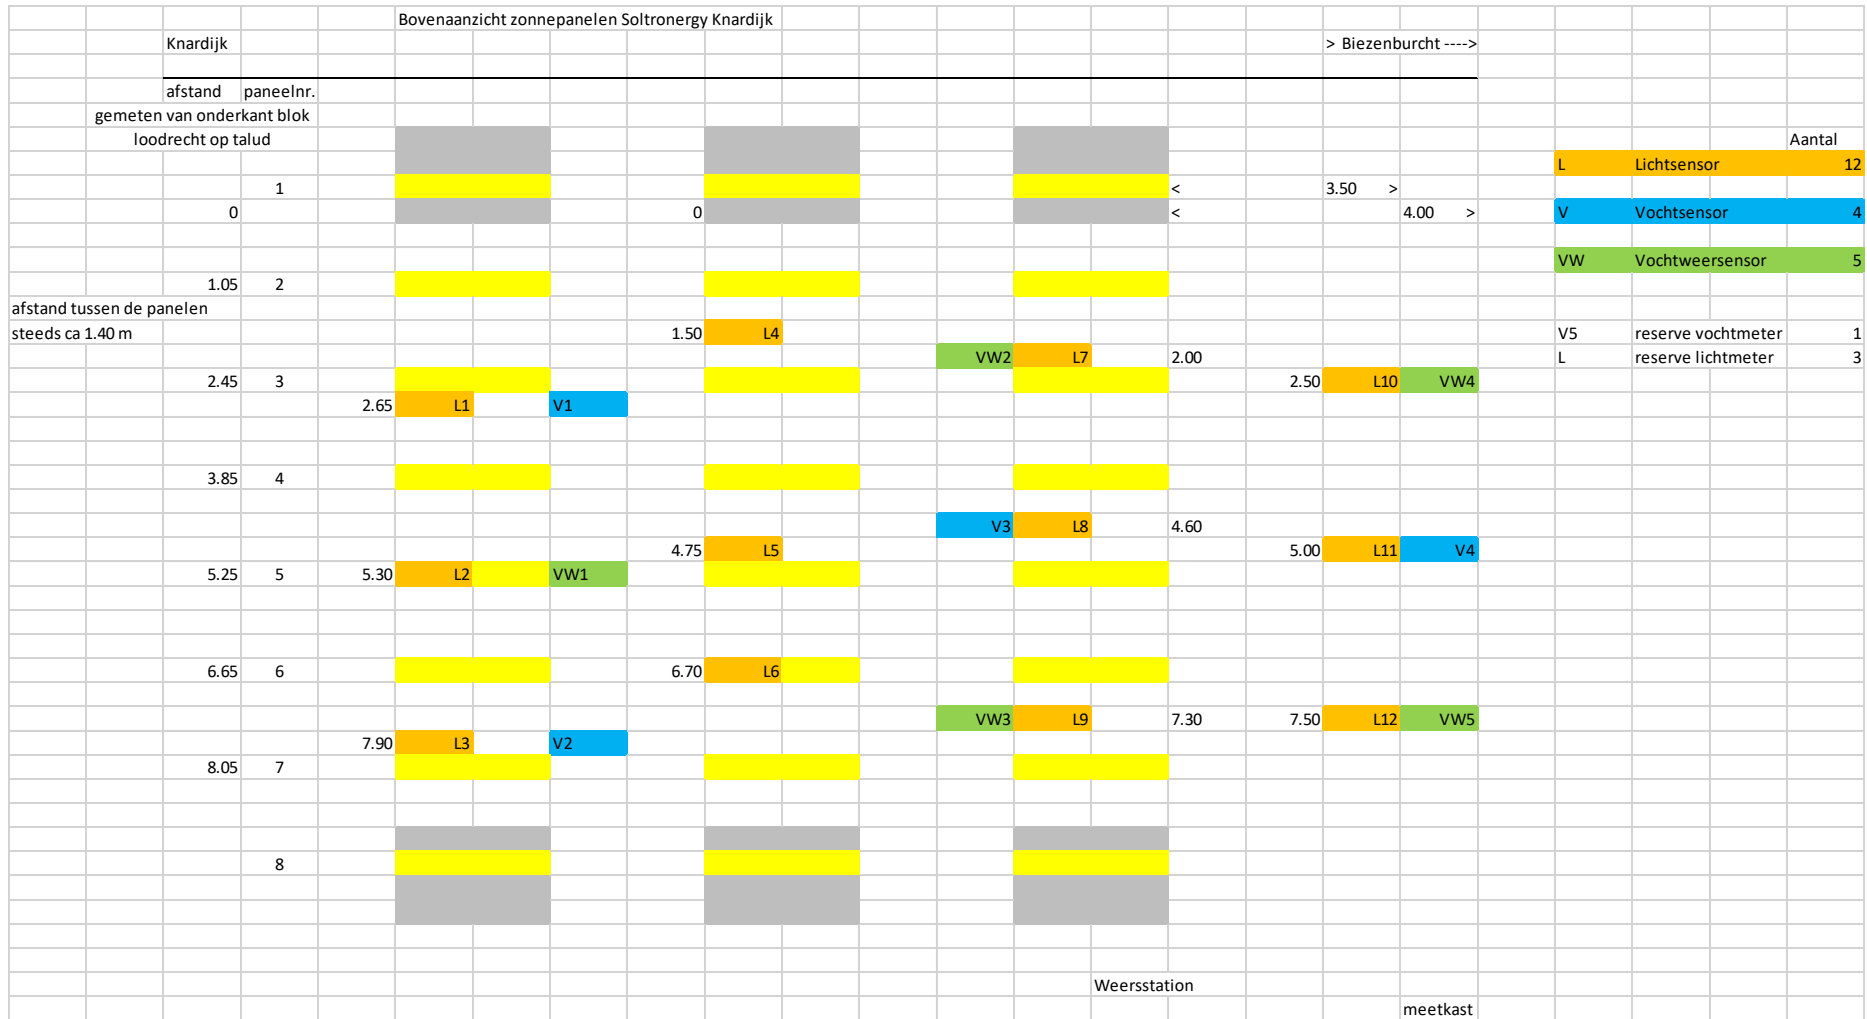 Bovenaanzicht zonnepanelen Soltronergy Knardijk
Knardijk > Biezenburcht ---->
afstand paneelnr.
gemeten van onderkant blok
loodrecht op talud Aantal
L Lichtsensor 12
1 < 3.50 >
0 0 < 4.00 > V Vochtsensor 4
VW Vochtweersensor 5
1.05 2
afstand tussen de panelen
steeds ca 1.40 m 1.50 L4 V5 reserve vochtmeter 1
VW2 L7 2.00 L reserve lichtmeter 3
2.45 3 2.50 L10 VW4
2.65 L1 V1
3.85 4
V3 L8 4.60
4.75 L5 5.00 L11 V4
5.25 5 5.30 L2 VW1
6.65 6 6.70 L6
VW3 L9 7.30 7.50 L12 VW5
7.90 L3 V2
8.05 7
8
Weersstation
meetkast